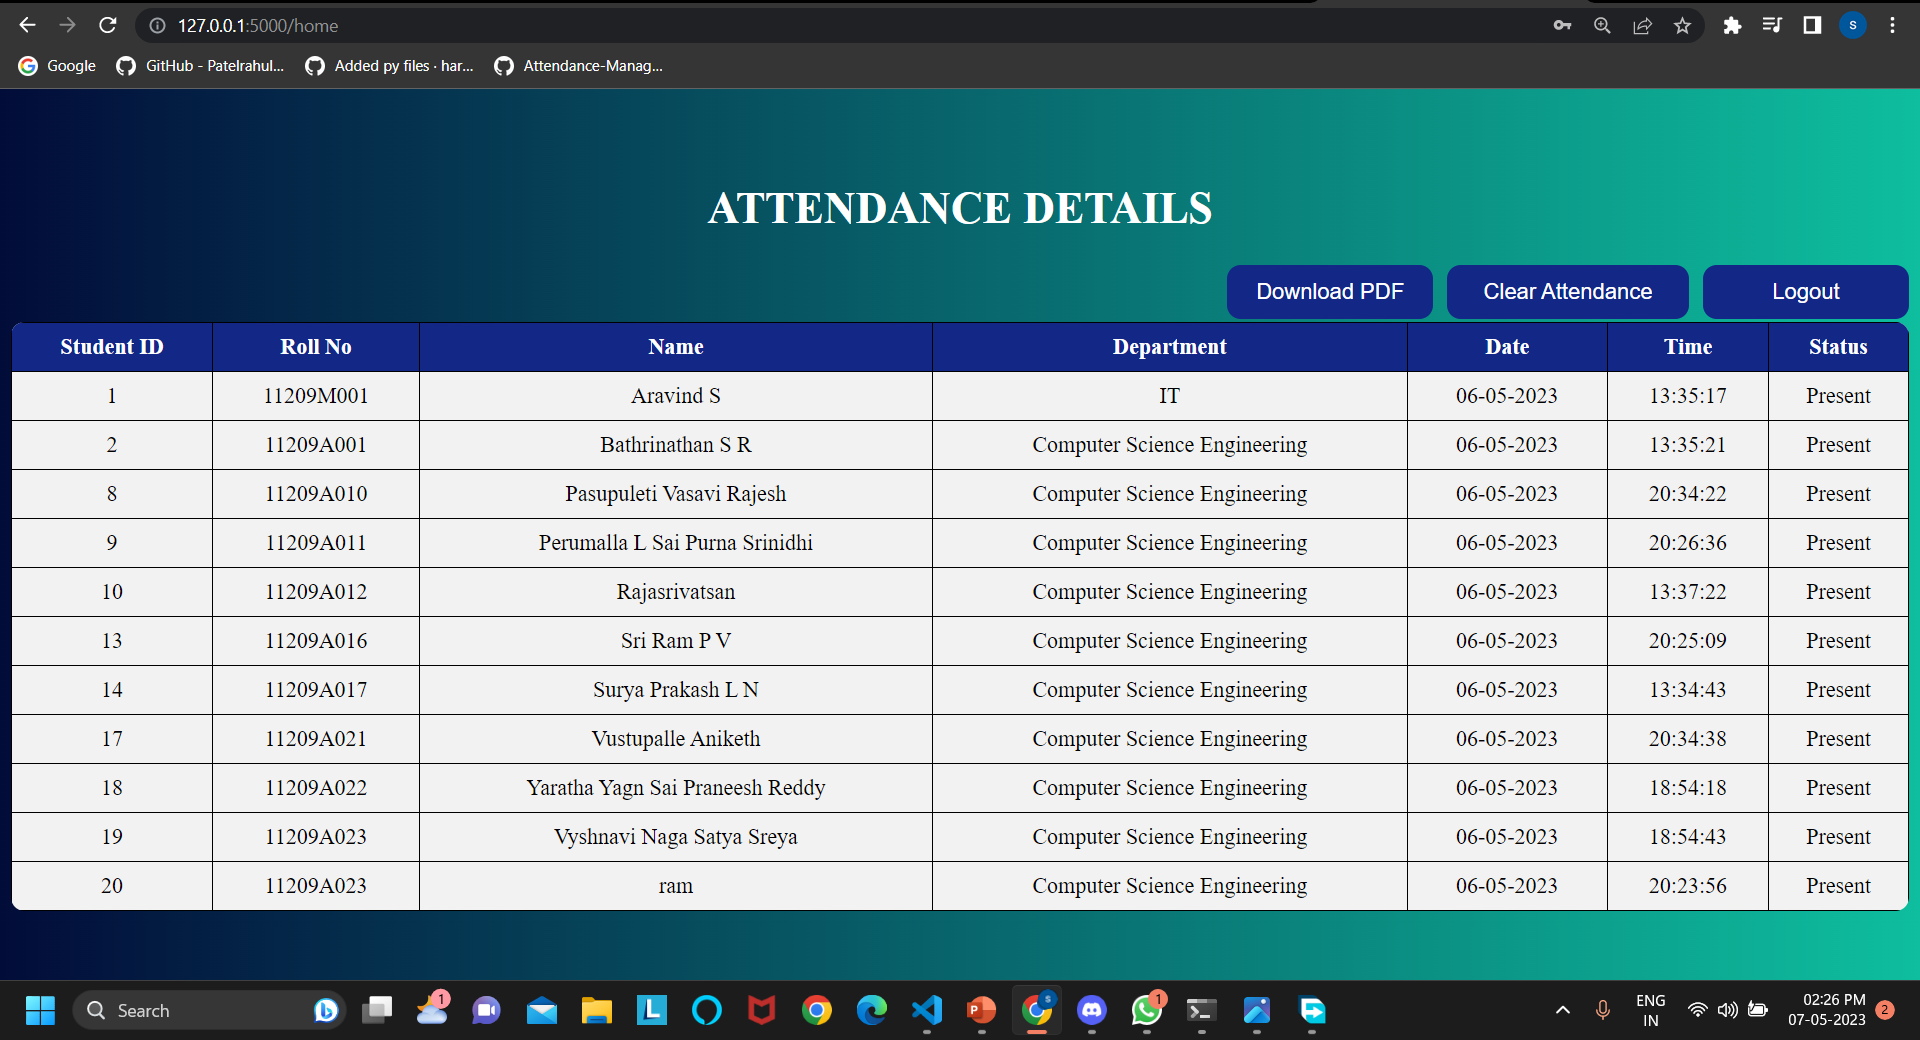 127.0.0.1:5000/home
S
Google GitHub - Patelrahul... Added py files · har... Attendance-Manag...
ATTENDANCE DETAILS
Download PDF Clear Attendance Logout
Student ID Roll No Name Department Date Time Status
1 11209M001 Aravind S IT 06-05-2023 13:35:17 Present
2 11209A001 Bathrinathan S R Computer Science Engineering 06-05-2023 13:35:21 Present
8 11209A010 Pasupuleti Vasavi Rajesh Computer Science Engineering 06-05-2023 20:34:22 Present
9 11209A011 Perumalla L Sai Purna Srinidhi Computer Science Engineering 06-05-2023 20:26:36 Present
10 11209A012 Rajasrivatsan Computer Science Engineering 06-05-2023 13:37:22 Present
13 11209A016 Sri Ram P V Computer Science Engineering 06-05-2023 20:25:09 Present
14 11209A017 Surya Prakash L N Computer Science Engineering 06-05-2023 13:34:43 Present
17 11209A021 Vustupalle Aniketh Computer Science Engineering 06-05-2023 20:34:38 Present
18 11209A022 Yaratha Yagn Sai Praneesh Reddy Computer Science Engineering 06-05-2023 18:54:18 Present
19 11209A023 Vyshnavi Naga Satya Sreya Computer Science Engineering 06-05-2023 18:54:43 Present
20 11209A023 ram Computer Science Engineering 06-05-2023 20:23:56 Present
Search 1 L P S 1 ENG 02:26 PM
IN 07-05-2023 2